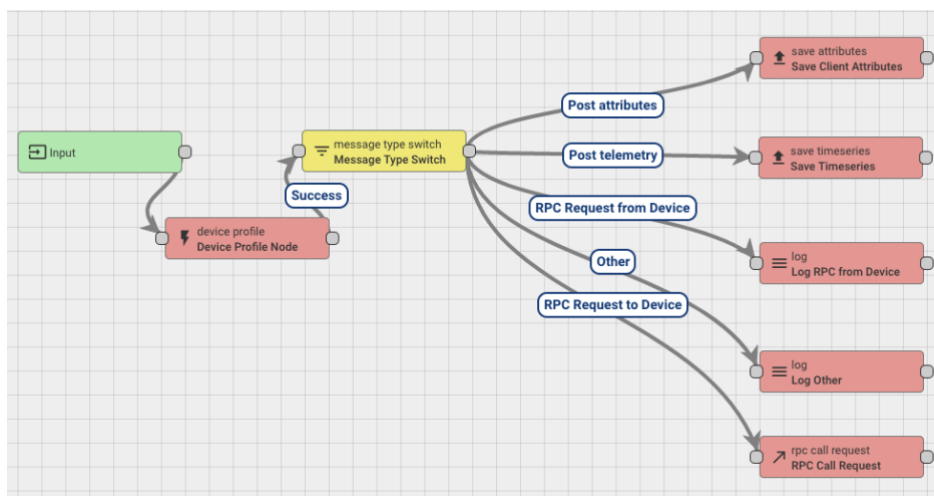 Input
device profile
Device Profile Node
Success
message type switch
Message Type Switch
Post attributes
Post telemetry
RPC Request from Device
Other
RPC Request to Device
save attributes
Save Client Attributes
save timeseries
Save Timeseries
log
Log RPC from Device
log
Log Other
rpc call request
RPC Call Request